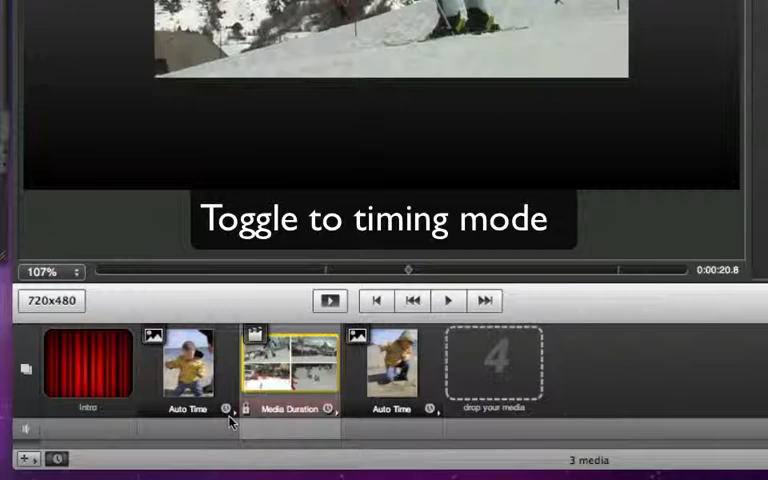 Toggle to timing mode
107%
0:00:20.8
720x480
4
Intro
Auto Time
Media Duration
Auto Time
drop your media
3 media